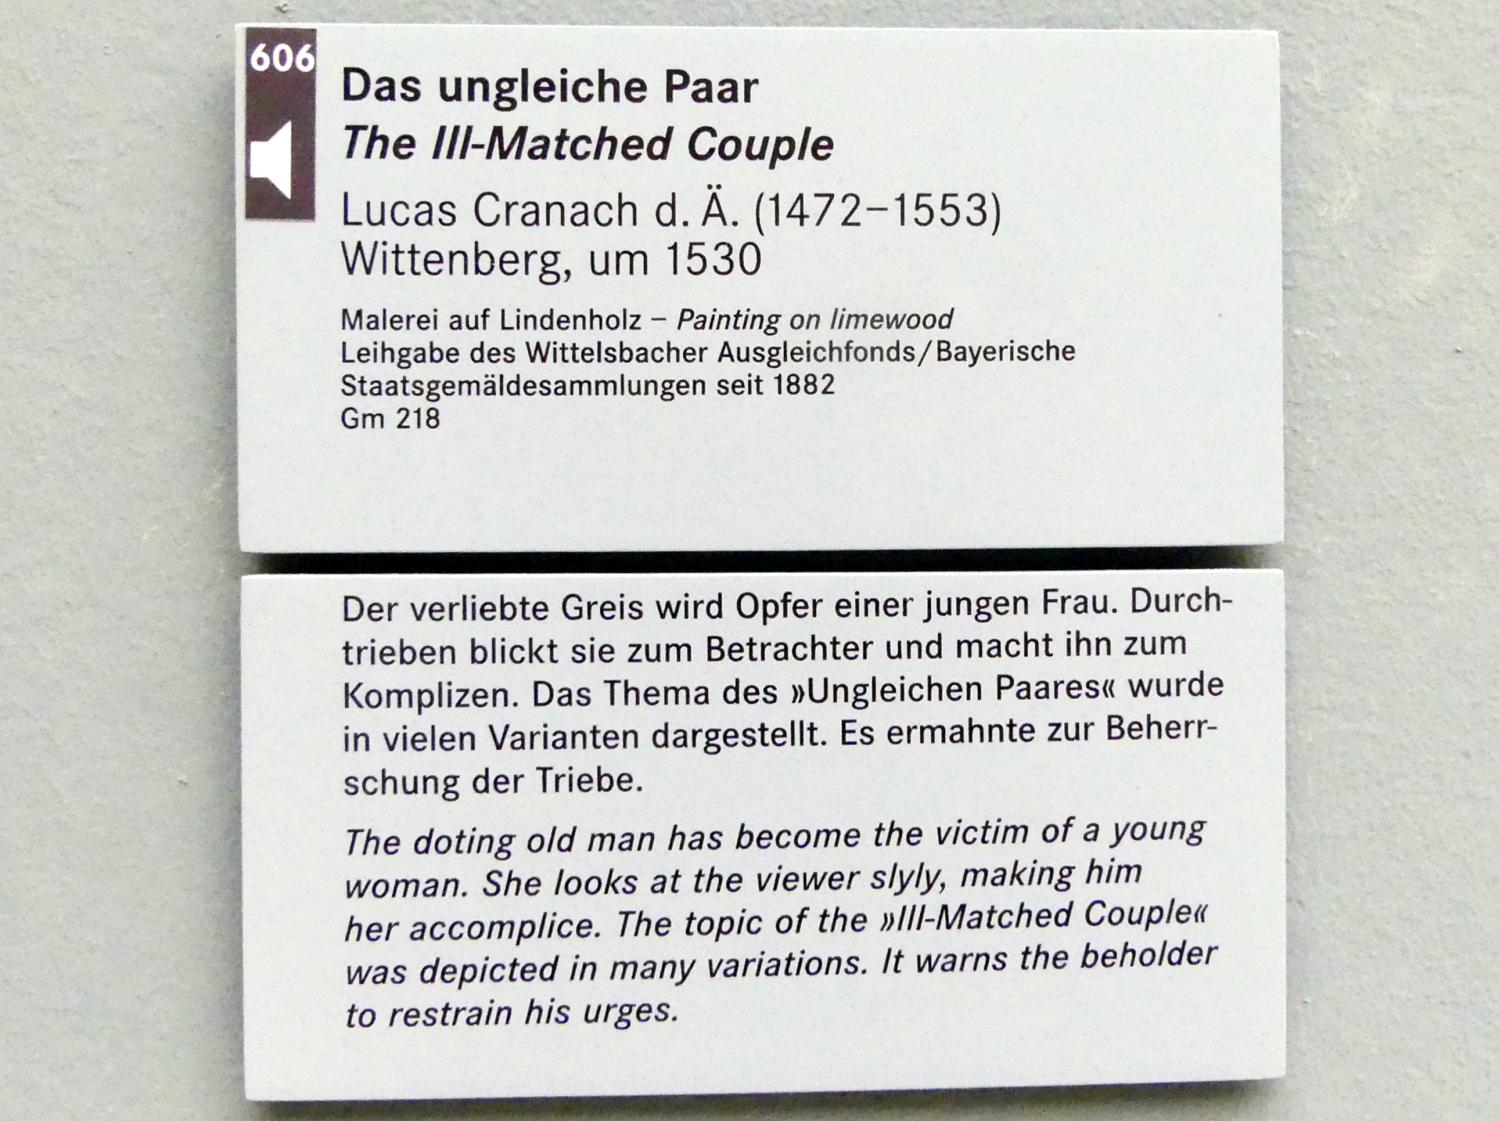 606
Das ungleiche Paar
The Ill-Matched Couple
Lucas Cranach d. Ä. (1472–1553)
Wittenberg, um 1530
Malerei auf Lindenholz – Painting on limewood
Leihgabe des Wittelsbacher Ausgleichfonds/Bayerische
Staatsgemäldesammlungen seit 1882
Gm 218
Der verliebte Greis wird Opfer einer jungen Frau. Durch-
trieben blickt sie zum Betrachter und macht ihn zum
Komplizen. Das Thema des »Ungleichen Paares« wurde
in vielen Varianten dargestellt. Es ermahnte zur Beherr-
schung der Triebe.
The doting old man has become the victim of a young
woman. She looks at the viewer slyly, making him
her accomplice. The topic of the »Ill-Matched Couple«
was depicted in many variations. It warns the beholder
to restrain his urges.